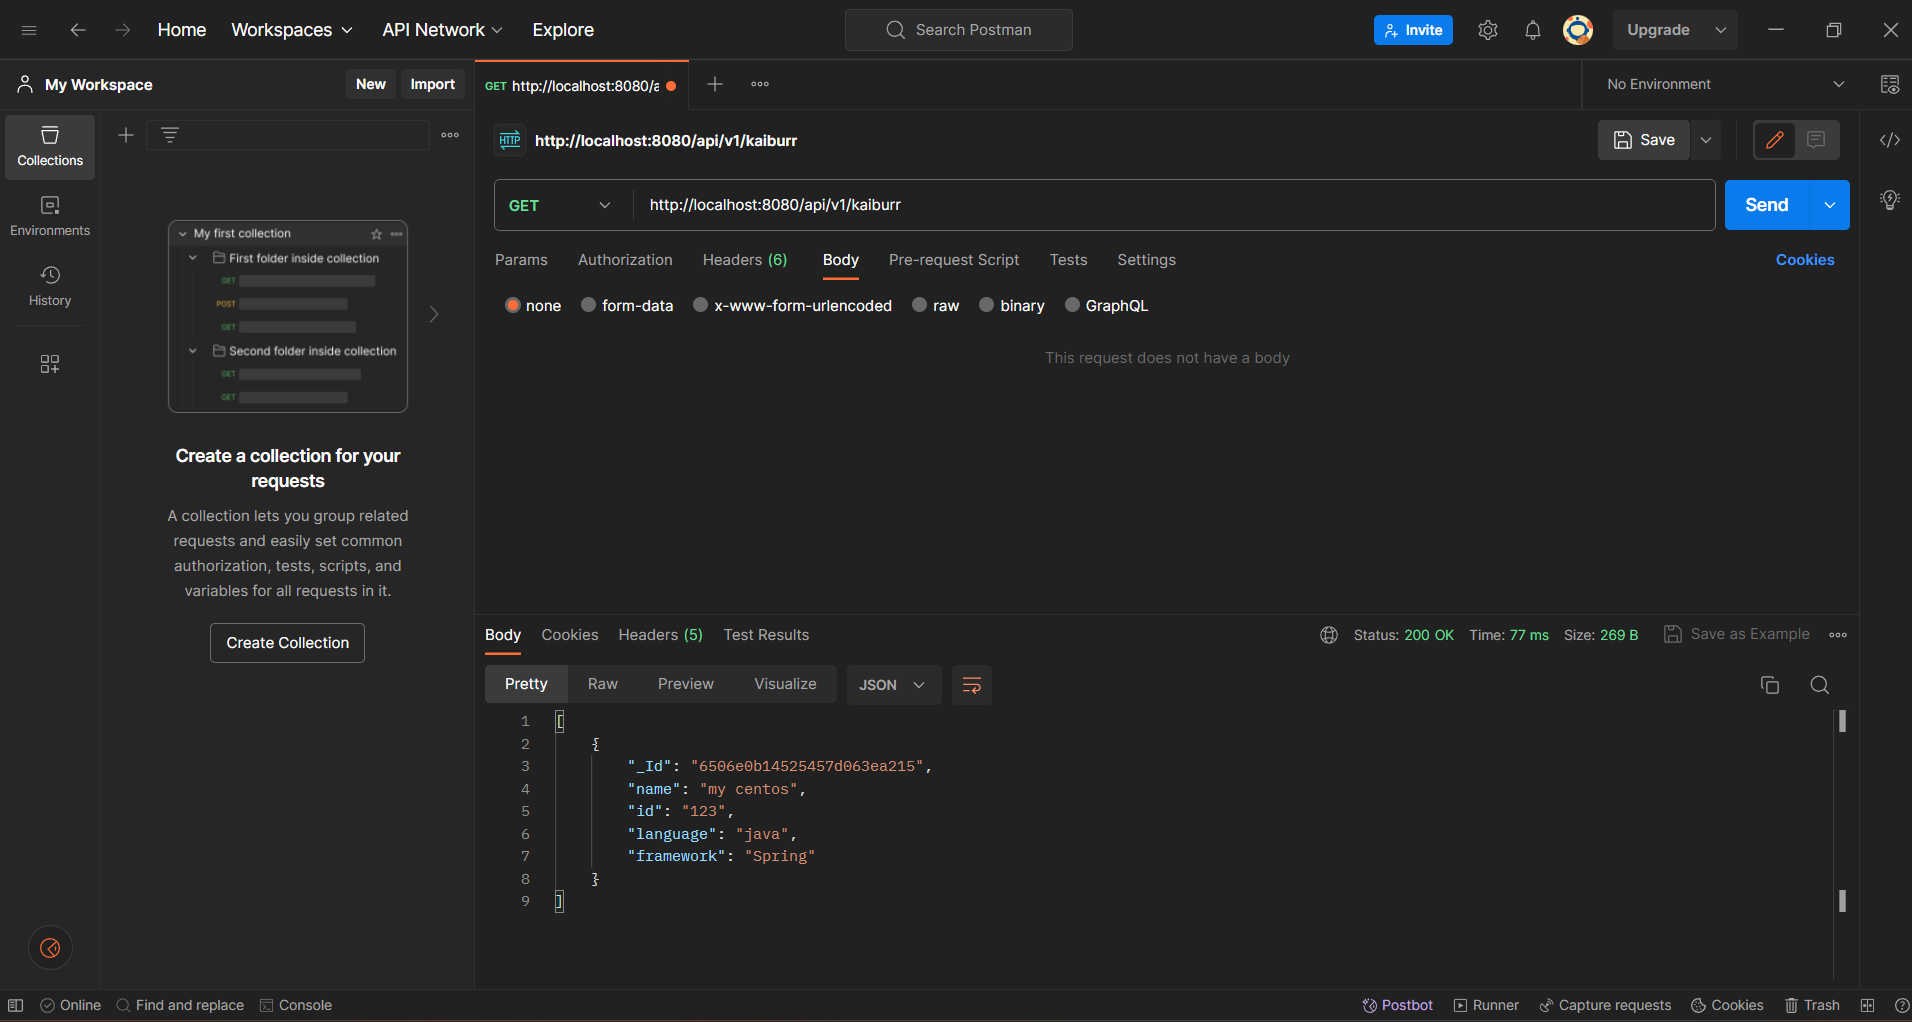 Home Workspaces API Network Explore Search Postman Invite Upgrade
My Workspace New Import GET http://localhost:8080/a No Environment
HTTP http://localhost:8080/api/v1/kaiburr Save
Collections
Environments
History
GET http://localhost:8080/api/v1/kaiburr Send
Params Authorization Headers (6) Body Pre-request Script Tests Settings Cookies
none form-data x-www-form-urlencoded raw binary GraphQL
This request does not have a body
My first collection
First folder inside collection
GET
POST
GET
Second folder inside collection
GET
GET
Create a collection for your
requests
A collection lets you group related
requests and easily set common
authorization, tests, scripts, and
variables for all requests in it.
Create Collection
Body Cookies Headers (5) Test Results Status: 200 OK Time: 77 ms Size: 269 B Save as Example
Pretty Raw Preview Visualize JSON
1 [
2 {
3 "_Id": "6506e0b14525457d063ea215",
4 "name": "my centos",
5 "id": "123",
6 "language": "java",
7 "framework": "Spring"
8 }
9 ]
Online Find and replace Console Postbot Runner Capture requests Cookies Trash